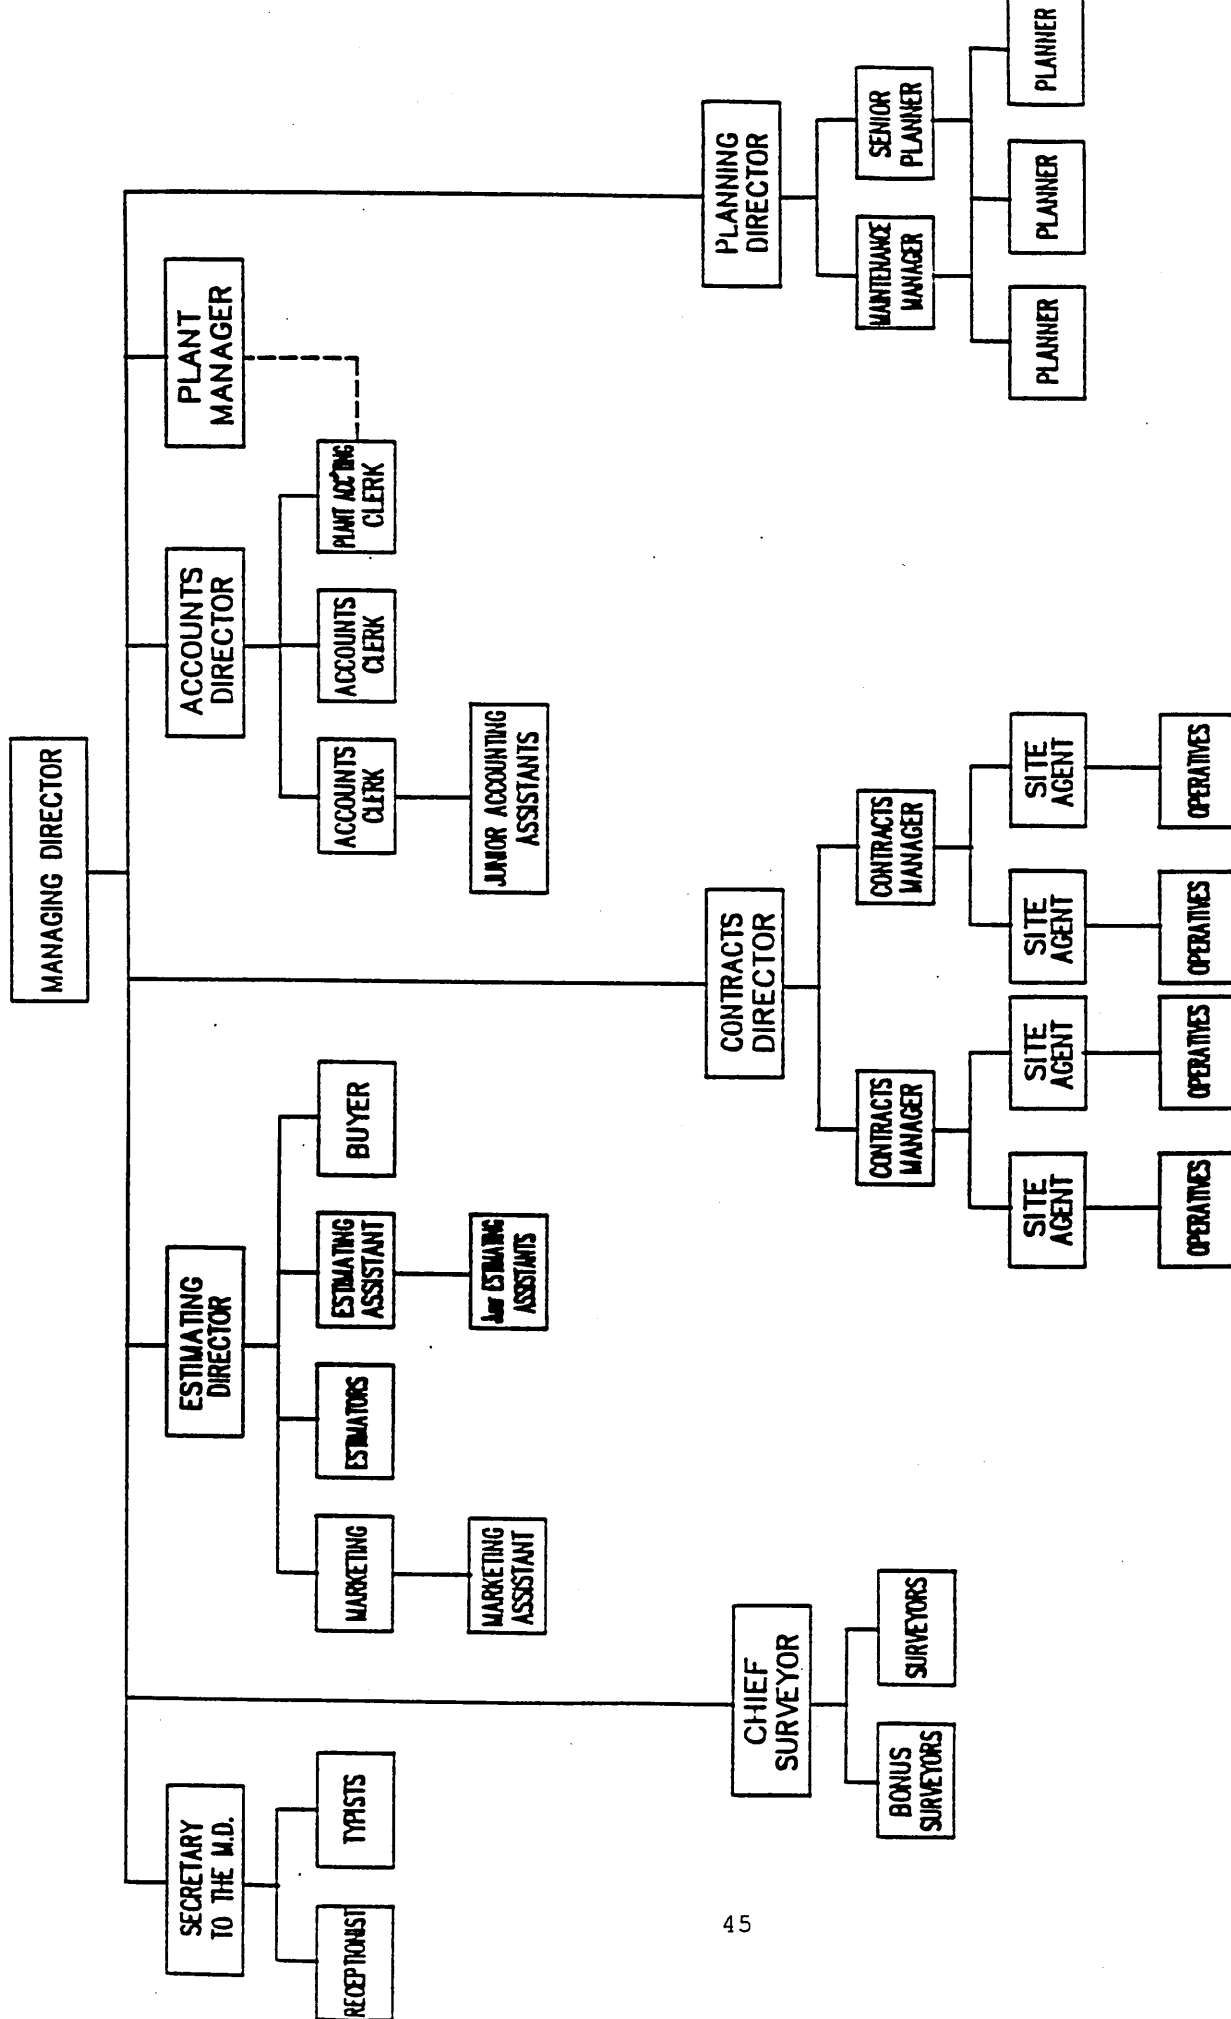 MANAGING DIRECTOR
SECRETARY
TO THE M.D.
ESTIMATING
DIRECTOR
ACCOUNTS
DIRECTOR
PLANT
MANAGER
RECEPTIONIST
TYPISTS
MARKETING
ESTIMATORS
ESTIMATING
ASSISTANT
BUYER
ACCOUNTS
CLERK
ACCOUNTS
CLERK
PLANT ACC'TNG
CLERK
MARKETING
ASSISTANT
ESTIMATING
ASSISTANTS
JUNIOR ACCOUNTING
ASSISTANTS
CHIEF
SURVEYOR
CONTRACTS
DIRECTOR
PLANNING
DIRECTOR
BONUS
SURVEYORS
SURVEYORS
CONTRACTS
MANAGER
CONTRACTS
MANAGER
MAINTENANCE
MANAGER
SENIOR
PLANNER
SITE
AGENT
SITE
AGENT
SITE
AGENT
SITE
AGENT
PLANNER
PLANNER
PLANNER
OPERATIVES
OPERATIVES
OPERATIVES
OPERATIVES
45